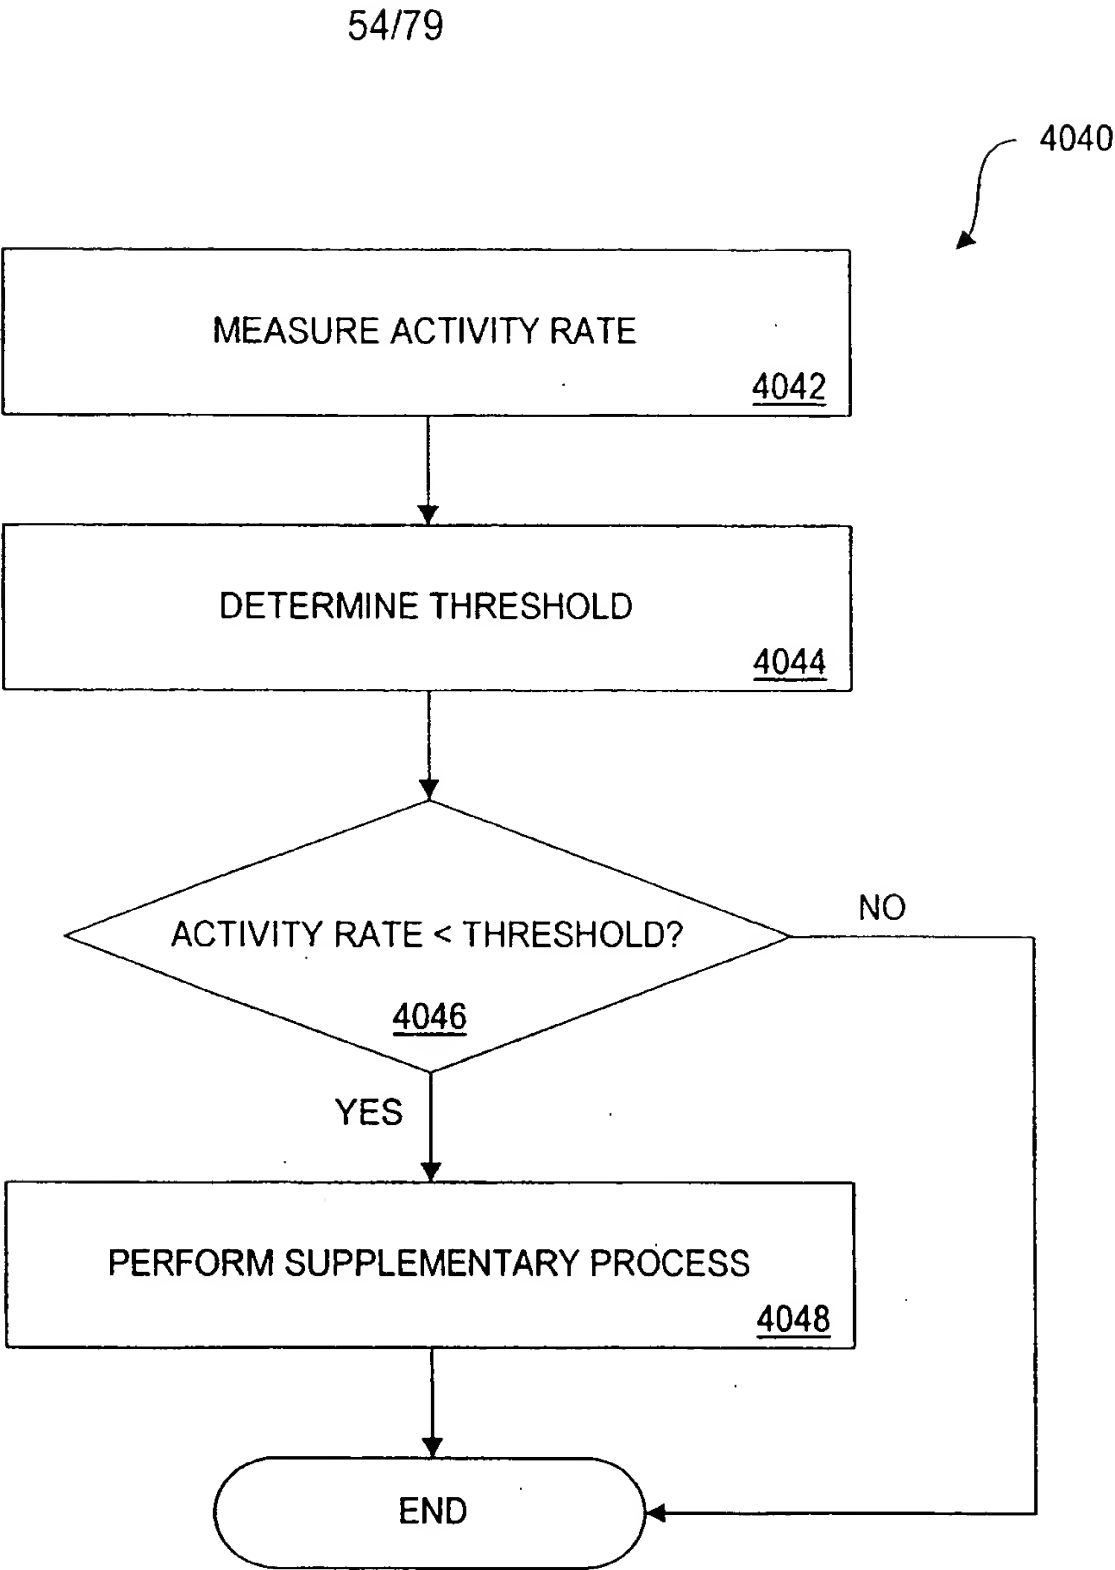 54/79
4040
MEASURE ACTIVITY RATE
4042
DETERMINE THRESHOLD
4044
ACTIVITY RATE < THRESHOLD?
NO
4046
YES
PERFORM SUPPLEMENTARY PROCESS
4048
END